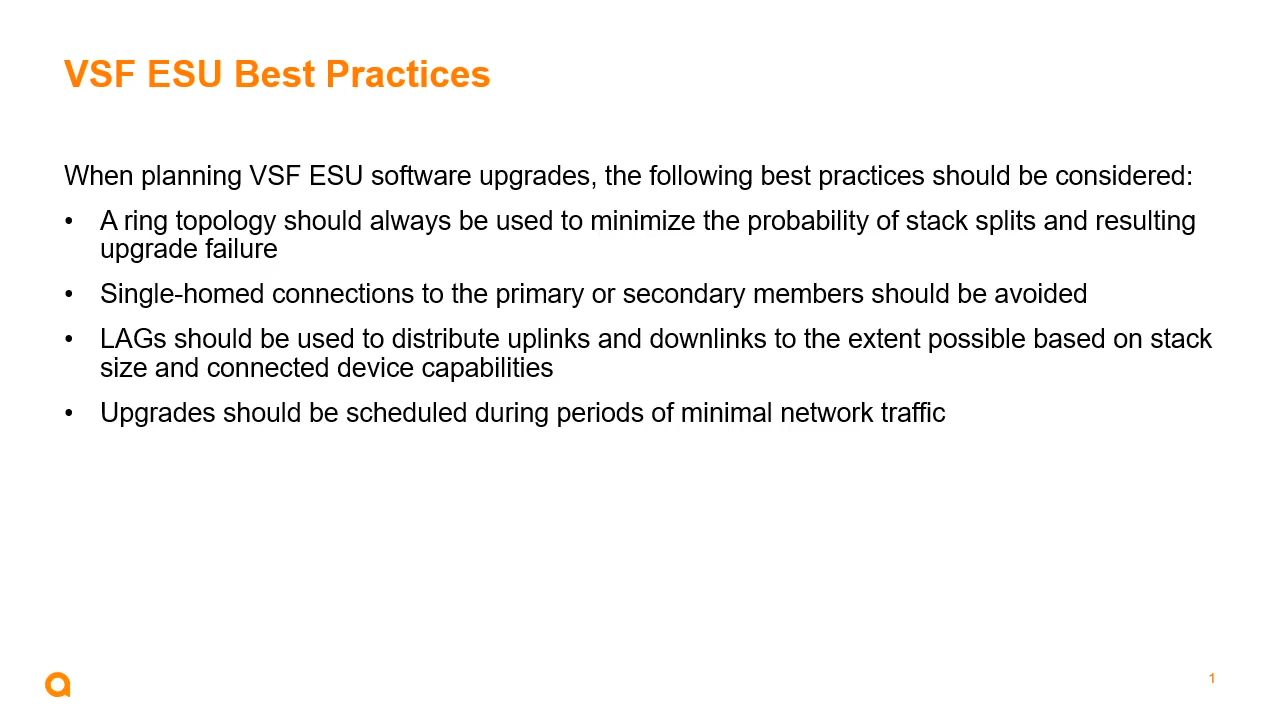 VSF ESU Best Practices
When planning VSF ESU software upgrades, the following best practices should be considered:
• A ring topology should always be used to minimize the probability of stack splits and resulting
upgrade failure
• Single-homed connections to the primary or secondary members should be avoided
• LAGs should be used to distribute uplinks and downlinks to the extent possible based on stack
size and connected device capabilities
• Upgrades should be scheduled during periods of minimal network traffic
1